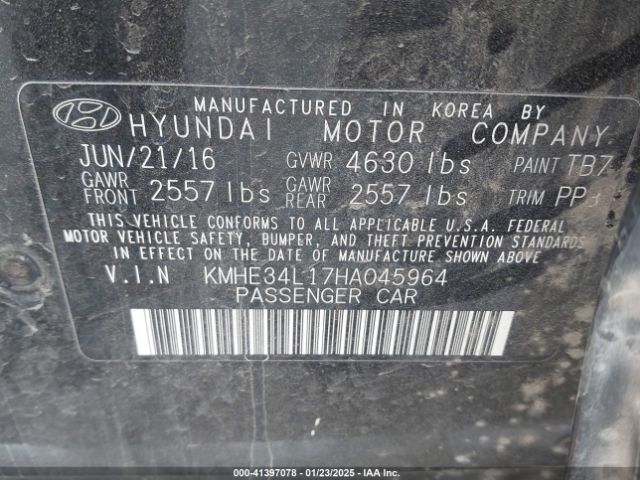 MANUFACTURED IN KOREA BY
HYUNDAI MOTOR COMPANY
JUN/21/16 GVWR 4630 lbs PAINT TB7
GAWR FRONT 2557 lbs GAWR REAR 2557 lbs TRIM
THIS VEHICLE CONFORMS TO ALL APPLICABLE U.S.A. FEDERAL
MOTOR VEHICLE SAFETY, BUMPER, AND THEFT PREVENTION STANDARDS
IN EFFECT ON THE DATE OF MANUFACTURE SHOWN ABOVE
V.I.N KMHE34L17HA045964
PASSENGER CAR
000-41397078 - 01/23/2025 - IAA Inc.